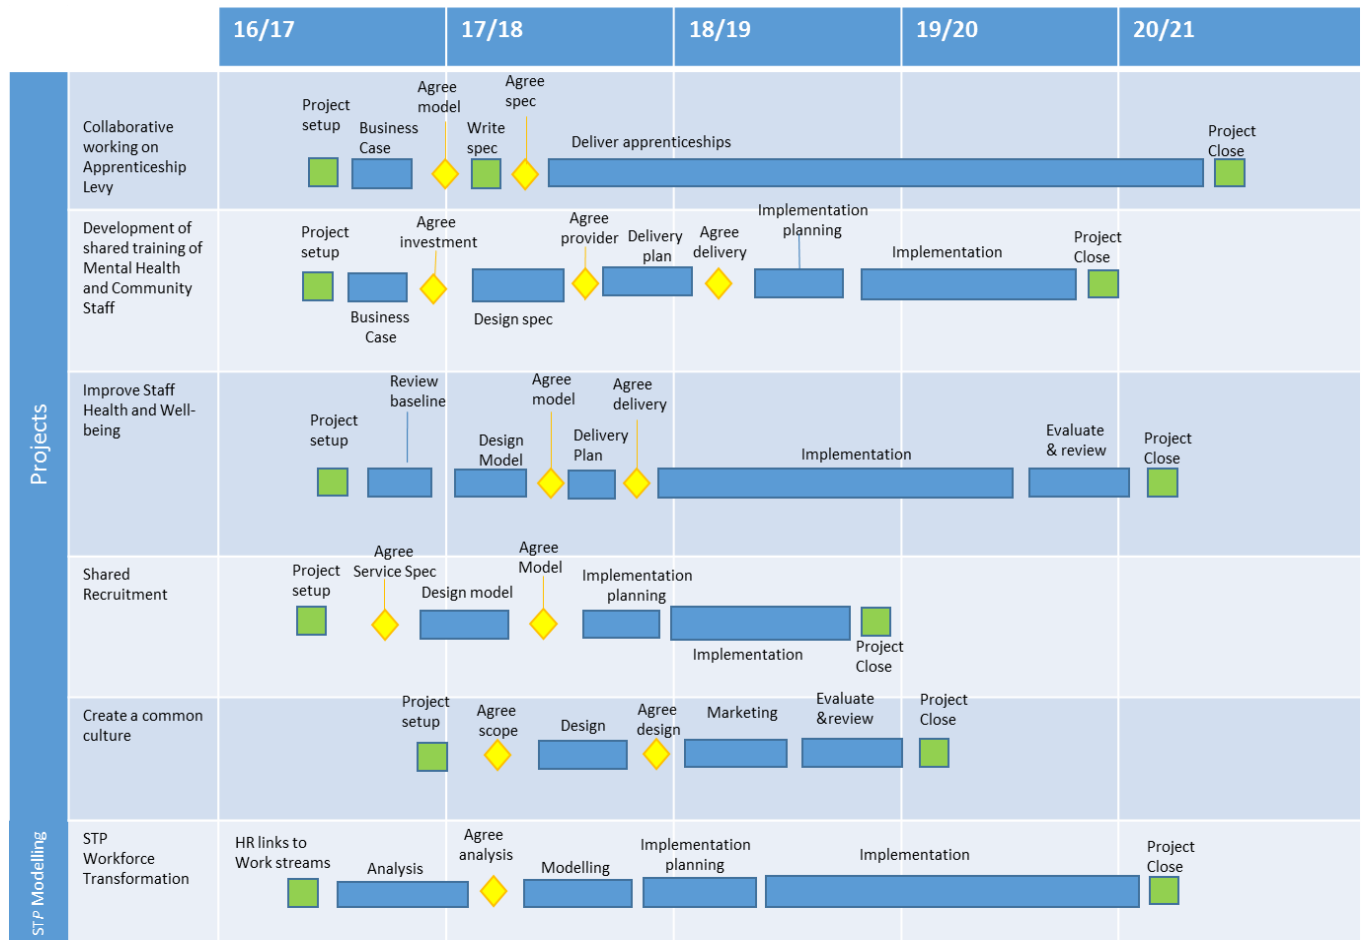 16/17
17/18
18/19
19/20
20/21
Projects
Collaborative
working on
Apprenticeship
Levy
Project
setup
Business
Case
Agree
model
Write
spec
Agree
spec
Deliver apprenticeships
Project
Close
Development of
shared training of
Mental Health
and Community
Staff
Project
setup
Business
Case
Agree
investment
Design spec
Agree
provider
Delivery
plan
Agree
delivery
Implementation
planning
Implementation
Project
Close
Improve Staff
Health and Well-
being
Project
setup
Review
baseline
Design
Model
Agree
model
Delivery
Plan
Agree
delivery
Implementation
Evaluate
& review
Project
Close
Shared
Recruitment
Project
setup
Agree
Service Spec
Design model
Agree
Model
Implementation
planning
Implementation
Project
Close
Create a common
culture
Project
setup
Agree
scope
Design
Agree
design
Marketing
Evaluate
&review
Project
Close
STP Modelling
STP
Workforce
Transformation
HR links to
Work streams
Analysis
Agree
analysis
Modelling
Implementation
planning
Implementation
Project
Close